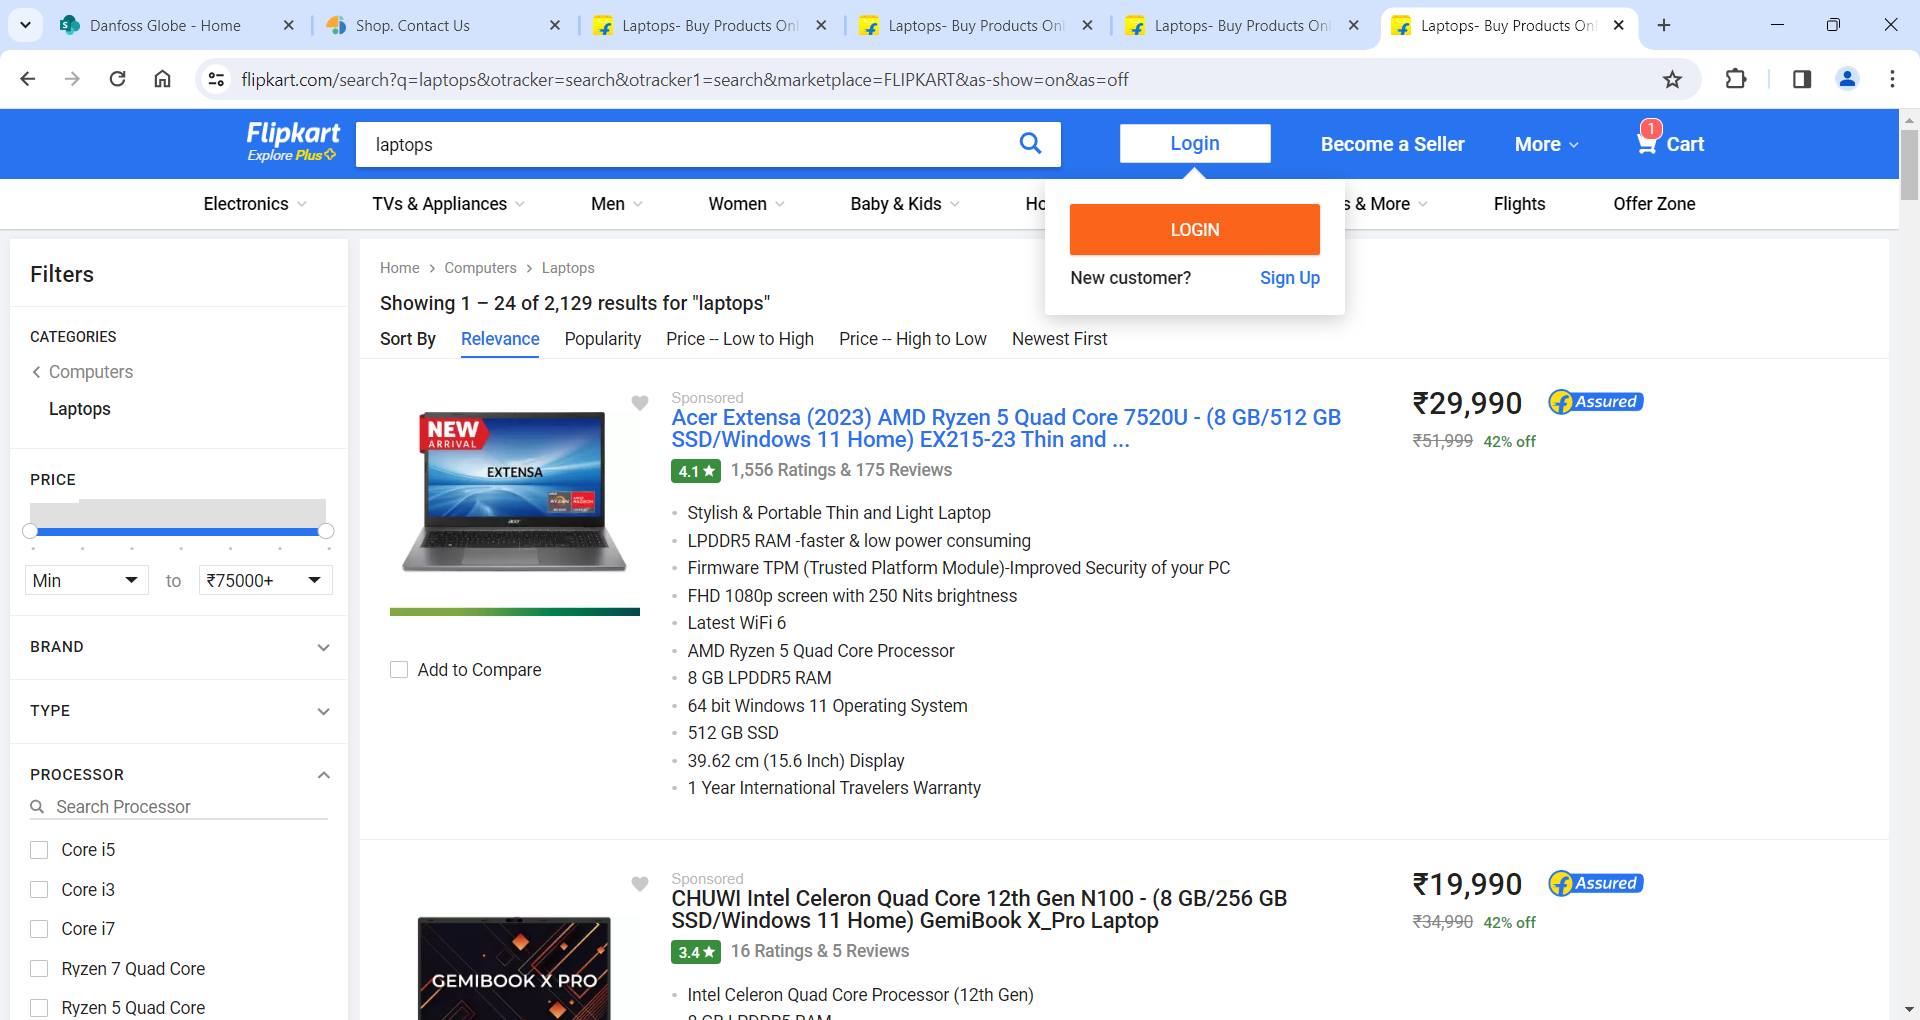 Danfoss Globe - Home
Shop. Contact Us
Laptops- Buy Products Onl
Laptops- Buy Products Onl
Laptops- Buy Products Onl
Laptops- Buy Products Onl
flipkart.com/search?q=laptops&otracker=search&otracker1=search&marketplace=FLIPKART&as-show=on&as=off
Flipkart
Explore Plus
laptops
Login
Become a Seller
More
1
Cart
Electronics
TVs & Appliances
Men
Women
Baby & Kids
Ho
s & More
Flights
Offer Zone
LOGIN
New customer?
Sign Up
Filters
CATEGORIES
Computers
Laptops
PRICE
Min
to
₹75000+
BRAND
TYPE
PROCESSOR
Search Processor
Core i5
Core i3
Core i7
Ryzen 7 Quad Core
Ryzen 5 Quad Core
Home > Computers > Laptops
Showing 1 – 24 of 2,129 results for "laptops"
Sort By
Relevance
Popularity
Price -- Low to High
Price -- High to Low
Newest First
NEW
ARRIVAL
EXTENSA
acer
Add to Compare
Sponsored
Acer Extensa (2023) AMD Ryzen 5 Quad Core 7520U - (8 GB/512 GB
SSD/Windows 11 Home) EX215-23 Thin and ...
4.1★
1,556 Ratings & 175 Reviews
Stylish & Portable Thin and Light Laptop
LPDDR5 RAM -faster & low power consuming
Firmware TPM (Trusted Platform Module)-Improved Security of your PC
FHD 1080p screen with 250 Nits brightness
Latest WiFi 6
AMD Ryzen 5 Quad Core Processor
8 GB LPDDR5 RAM
64 bit Windows 11 Operating System
512 GB SSD
39.62 cm (15.6 Inch) Display
1 Year International Travelers Warranty
₹29,990
Assured
₹51,999
42% off
GEMIBOOK X PRO
Sponsored
CHUWI Intel Celeron Quad Core 12th Gen N100 - (8 GB/256 GB
SSD/Windows 11 Home) GemiBook X_Pro Laptop
3.4★
16 Ratings & 5 Reviews
Intel Celeron Quad Core Processor (12th Gen)
8 GB LPDDR5 RAM
₹19,990
Assured
₹34,990
42% off